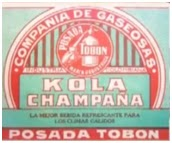 COMPAÑIA DE GASEOSAS
POSADA
TOBON
KOLA
CHAMPAÑA
LA MEJOR BEBIDA REFRESCANTE PARA
LOS CLIMAS CALIDOS
POSADA TOBON